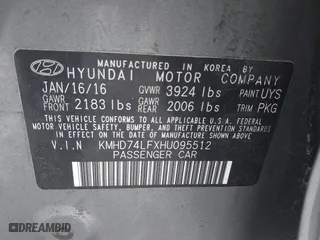 MANUFACTURED IN KOREA BY
HYUNDAI MOTOR COMPANY
JAN/16/16 GVWR 3924 lbs PAINT UYS
GAWR FRONT 2183 lbs GAWR REAR 2006 lbs TRIM PKG
THIS VEHICLE CONFORMS TO ALL APPLICABLE U.S.
FEDERAL MOTOR VEHICLE SAFETY, BUMPER, AND THEFT
PREVENTION STANDARDS IN EFFECT ON THE DATE OF
MANUFACTURE SHOWN ABOVE.
V.I.N KMHD74LFXHU095512
PASSENGER CAR